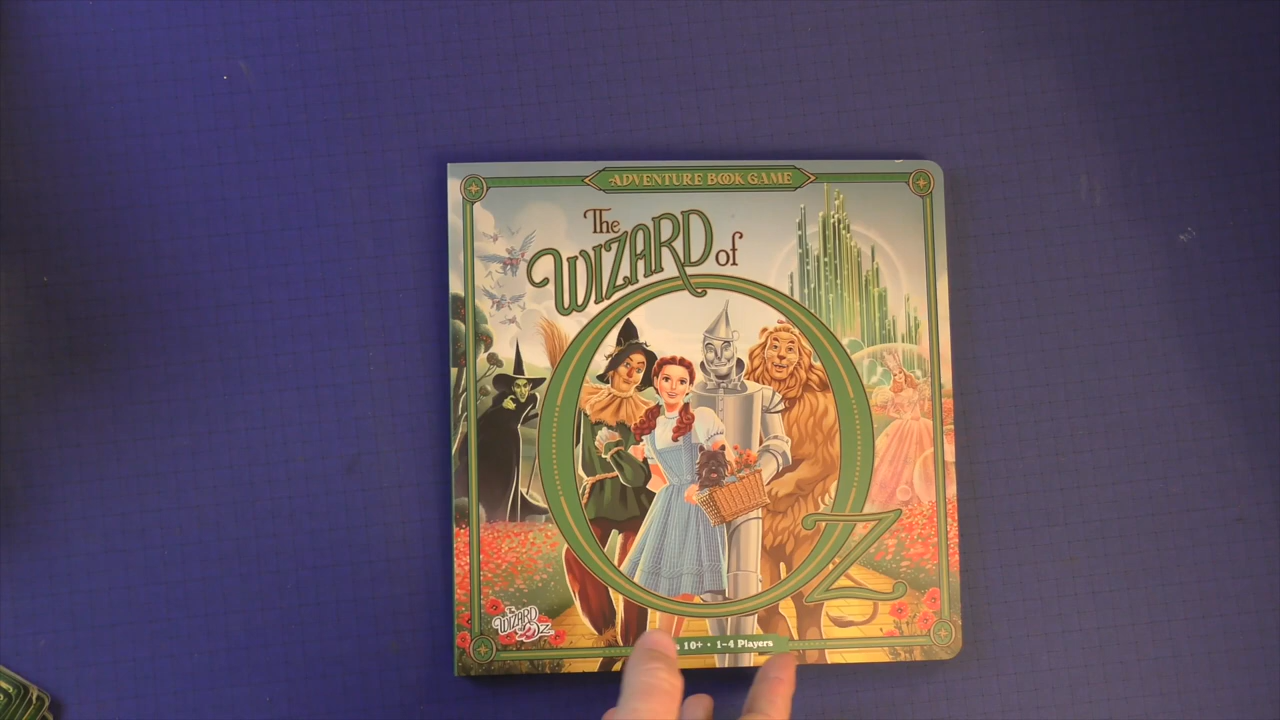 ADVENTURE BOOK GAME
The
WIZARD of
OZ
The
WIZARD
of OZ
10+ • 1-4 Players